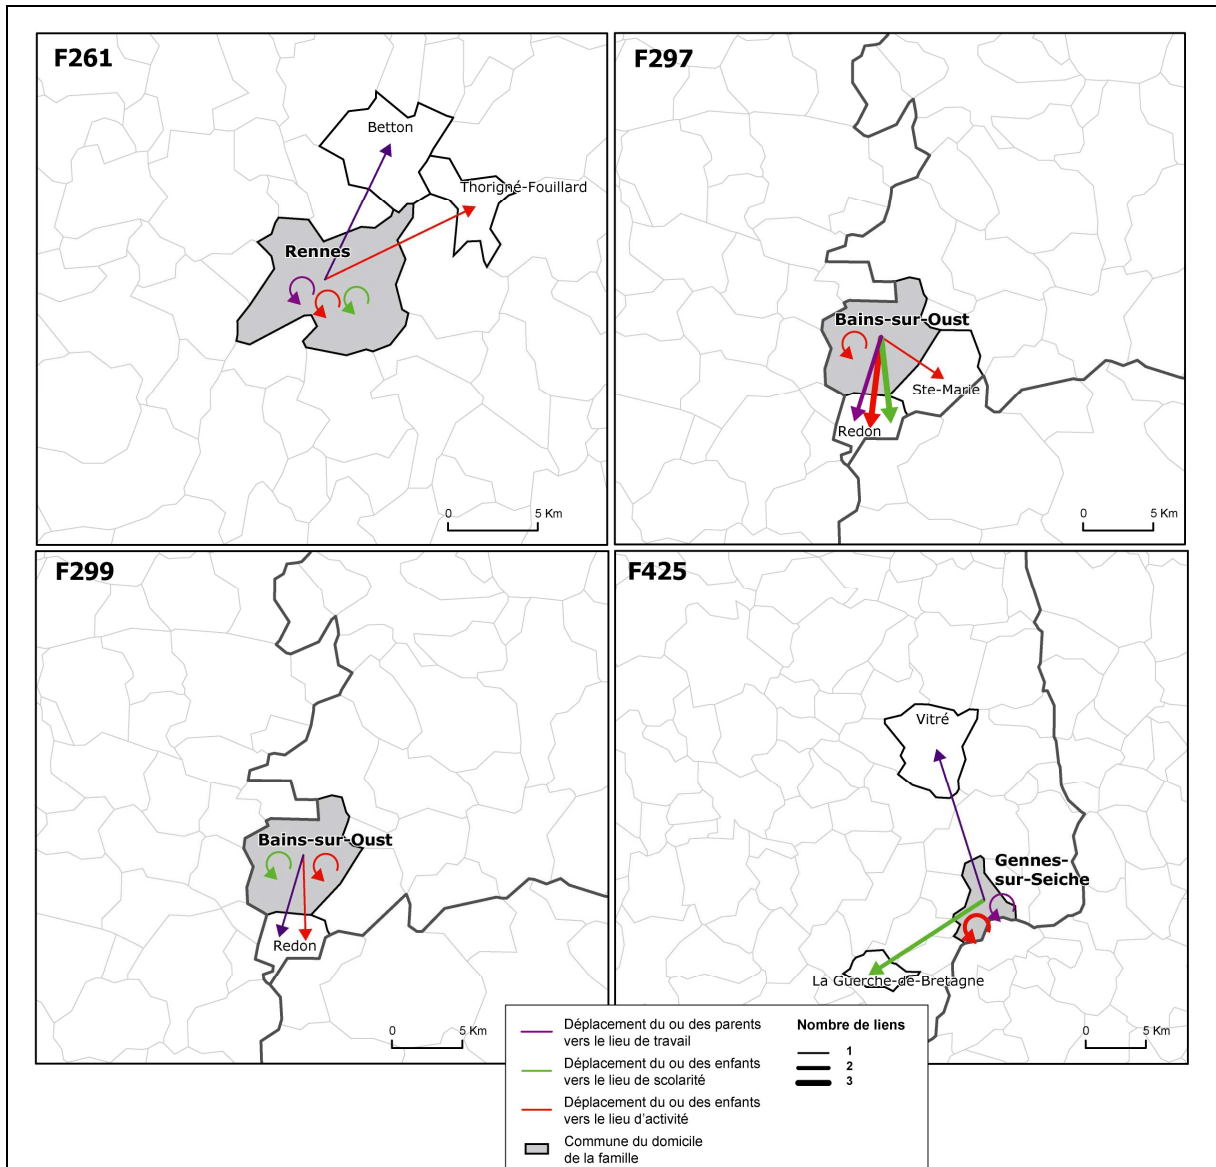 F261
Betton
Thorigné-Fouillard
Rennes
0 5 Km
F297
Bains-sur-Oust
Ste-Marie
Redon
0 5 Km
F299
Bains-sur-Oust
Redon
0 5 Km
F425
Vitré
Gennes-
sur-Seiche
La Guerche-de-Bretagne
0 5 Km
Déplacement du ou des parents
vers le lieu de travail
Déplacement du ou des enfants
vers le lieu de scolarité
Déplacement du ou des enfants
vers le lieu d'activité
Commune du domicile
de la famille
Nombre de liens
1
2
3